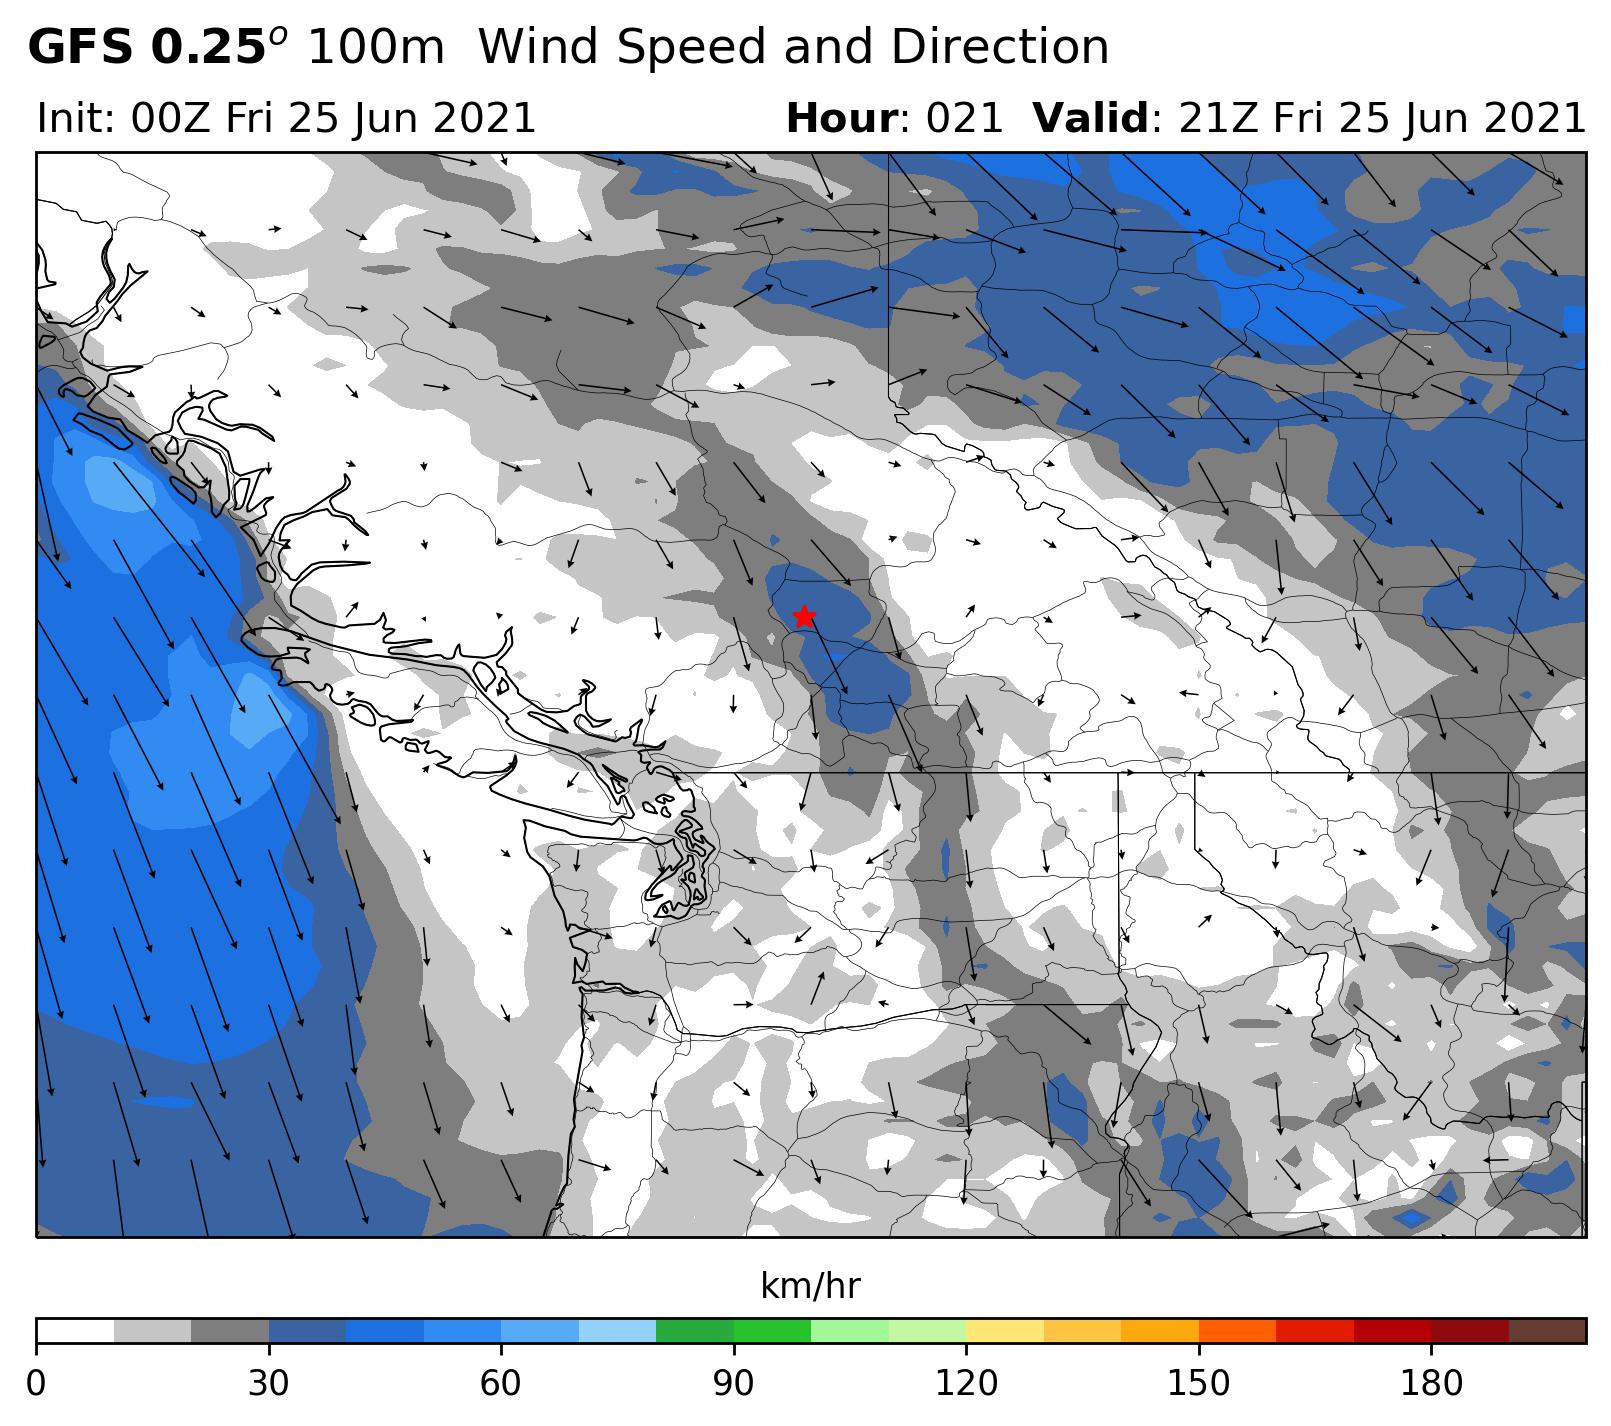 GFS 0.25° 100m Wind Speed and Direction
Init: 00Z Fri 25 Jun 2021 Hour: 021 Valid: 21Z Fri 25 Jun 2021
km/hr
0 30 60 90 120 150 180